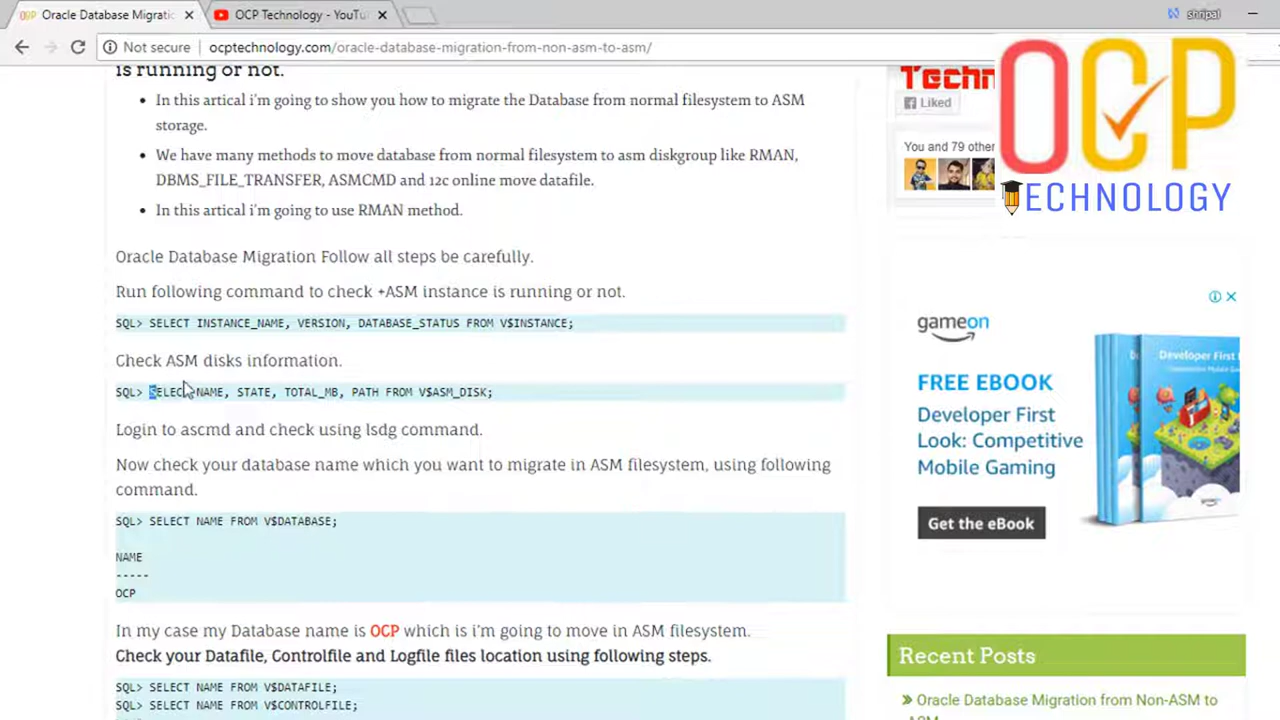 Oracle Database Migratio
OCP Technology - YouTu
shripal
Not secure
ocptechnology.com/oracle-database-migration-from-non-asm-to-asm/
is running or not.
In this artical i'm going to show you how to migrate the Database from normal filesystem to ASM
storage.
We have many methods to move database from normal filesystem to asm diskgroup like RMAN,
DBMS_FILE_TRANSFER, ASMCMD and 12c online move datafile.
In this artical i'm going to use RMAN method.
Oracle Database Migration Follow all steps be carefully.
Run following command to check +ASM instance is running or not.
SQL> SELECT INSTANCE_NAME, VERSION, DATABASE_STATUS FROM V$INSTANCE;
Check ASM disks information.
SQL> SELECT NAME, STATE, TOTAL_MB, PATH FROM V$ASM_DISK;
Login to ascmd and check using lsdg command.
Now check your database name which you want to migrate in ASM filesystem, using following
command.
SQL> SELECT NAME FROM V$DATABASE;
NAME
-----
OCP
In my case my Database name is OCP which is i'm going to move in ASM filesystem.
Check your Datafile, Controlfile and Logfile files location using following steps.
SQL> SELECT NAME FROM V$DATAFILE;
SQL> SELECT NAME FROM V$CONTROLFILE;
Techn
Liked
You and 79 other
OCP
TECHNOLOGY
gameon
Developer First
FREE EBOOK
Developer First
Look: Competitive
Mobile Gaming
Get the eBook
Recent Posts
» Oracle Database Migration from Non-ASM to